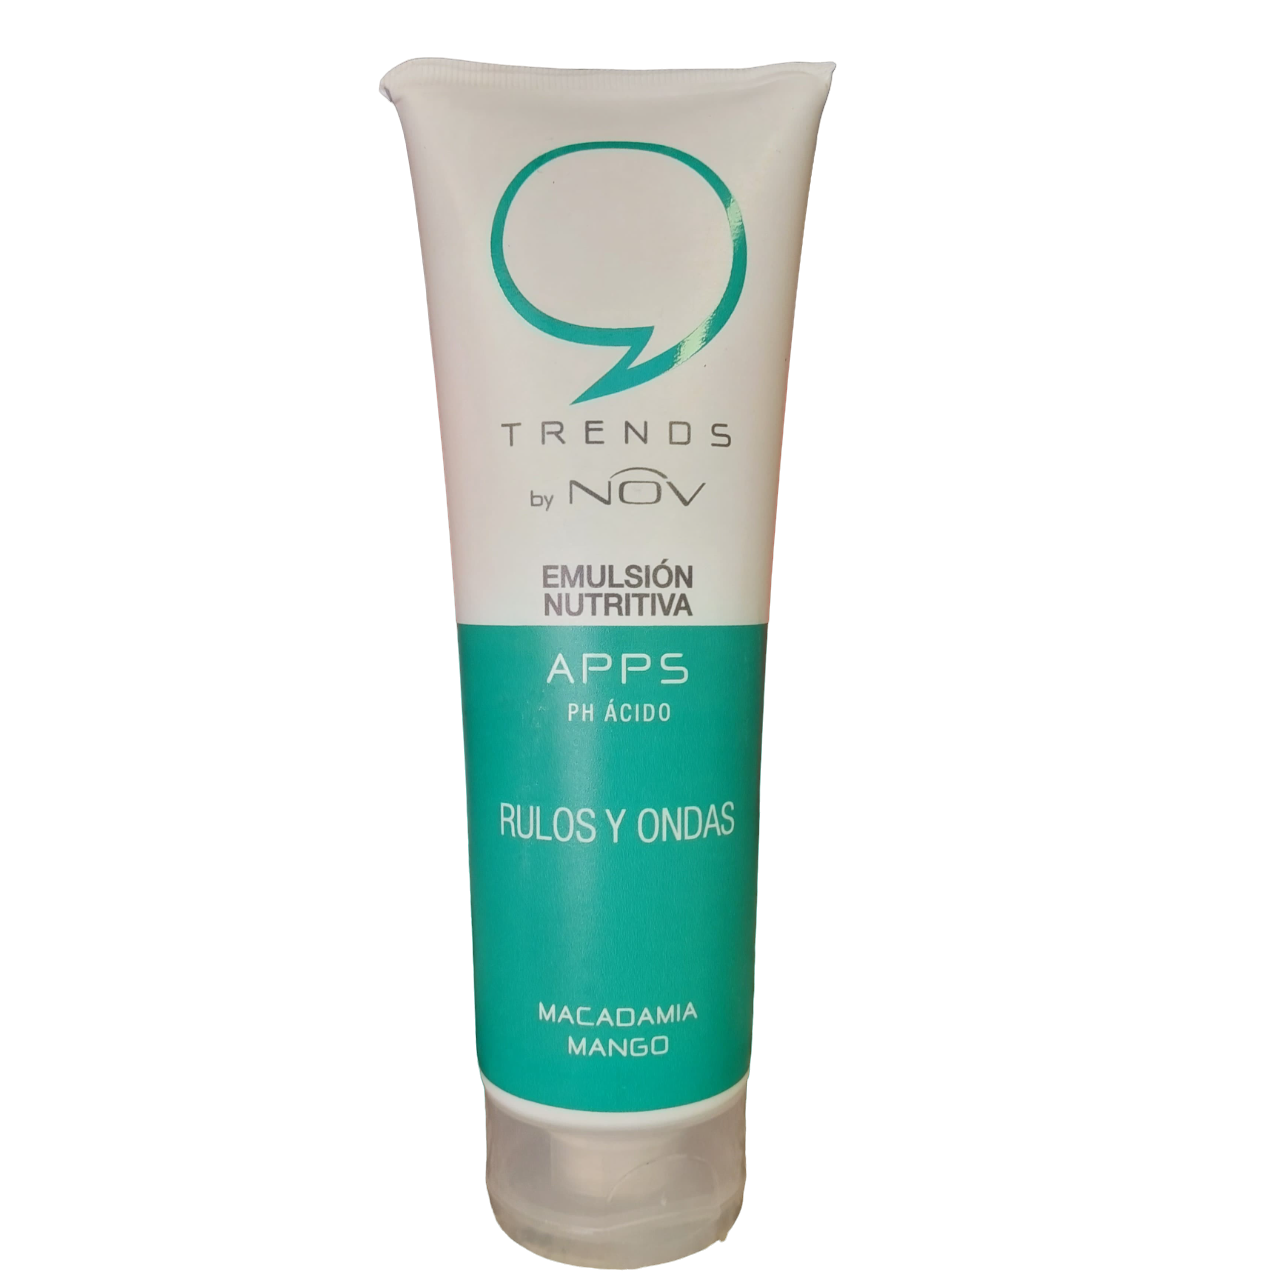 TRENDS
by NOV
EMULSIÓN
NUTRITIVA
APPS
PH ÁCIDO
RULOS Y ONDAS
MACADAMIA
MANGO